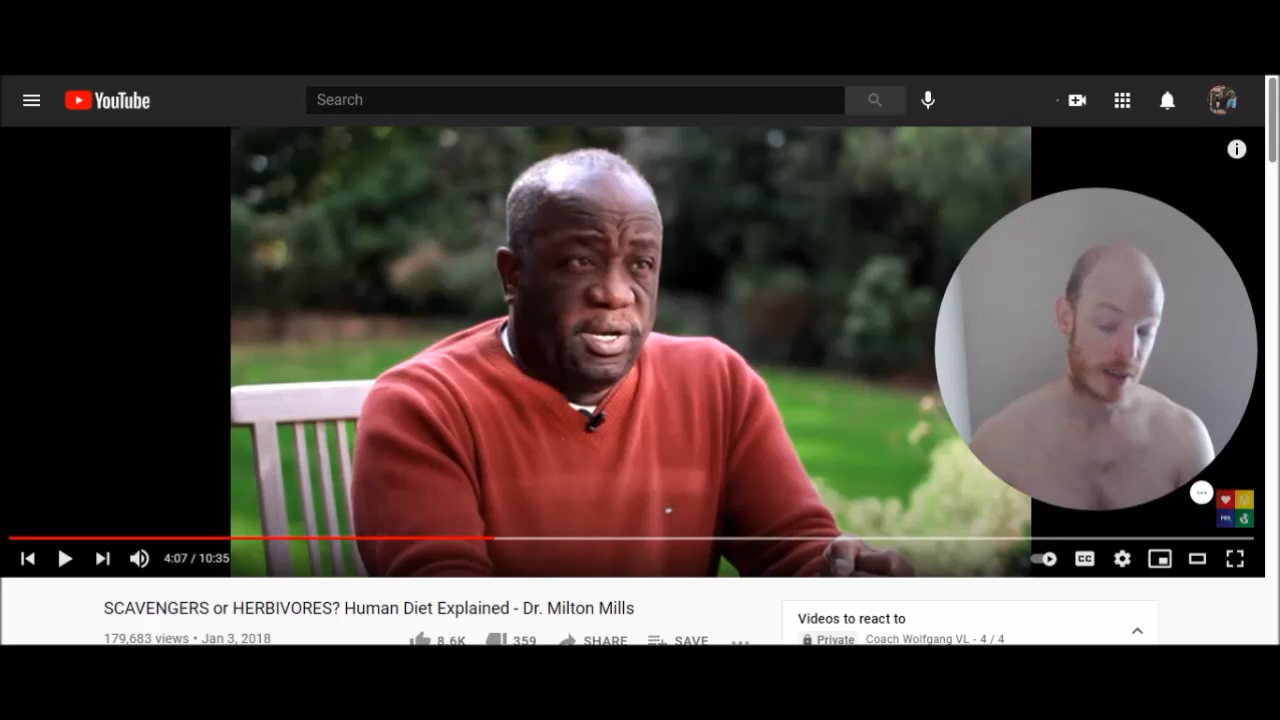 YouTube
Search
4:07 / 10:35
CC
SCAVENGERS or HERBIVORES? Human Diet Explained - Dr. Milton Mills
179,683 views • Jan 3, 2018
8.6K
359
SHARE
SAVE
Videos to react to
Private Coach Wolfgang VL - 4 / 4